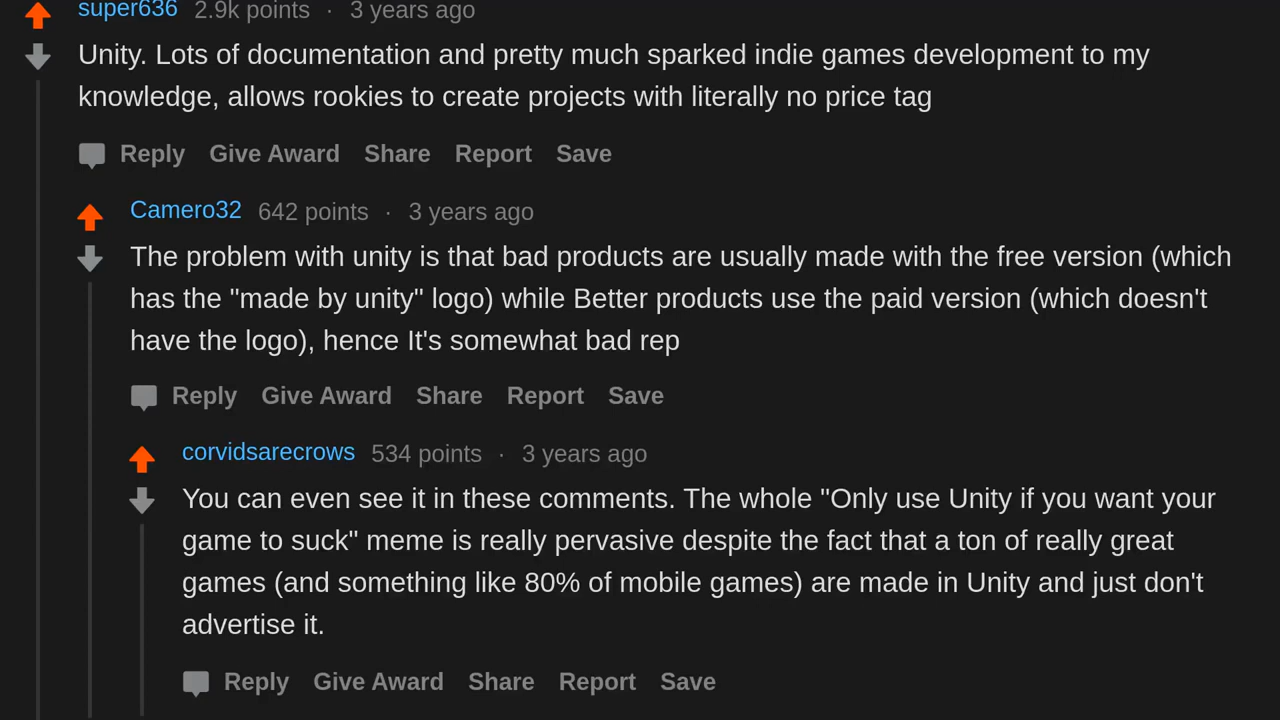 super636 2.9k points · 3 years ago
Unity. Lots of documentation and pretty much sparked indie games development to my
knowledge, allows rookies to create projects with literally no price tag
Reply Give Award Share Report Save
Camero32 642 points · 3 years ago
The problem with unity is that bad products are usually made with the free version (which
has the "made by unity" logo) while Better products use the paid version (which doesn't
have the logo), hence It's somewhat bad rep
Reply Give Award Share Report Save
corvidsarecrows 534 points · 3 years ago
You can even see it in these comments. The whole "Only use Unity if you want your
game to suck" meme is really pervasive despite the fact that a ton of really great
games (and something like 80% of mobile games) are made in Unity and just don't
advertise it.
Reply Give Award Share Report Save